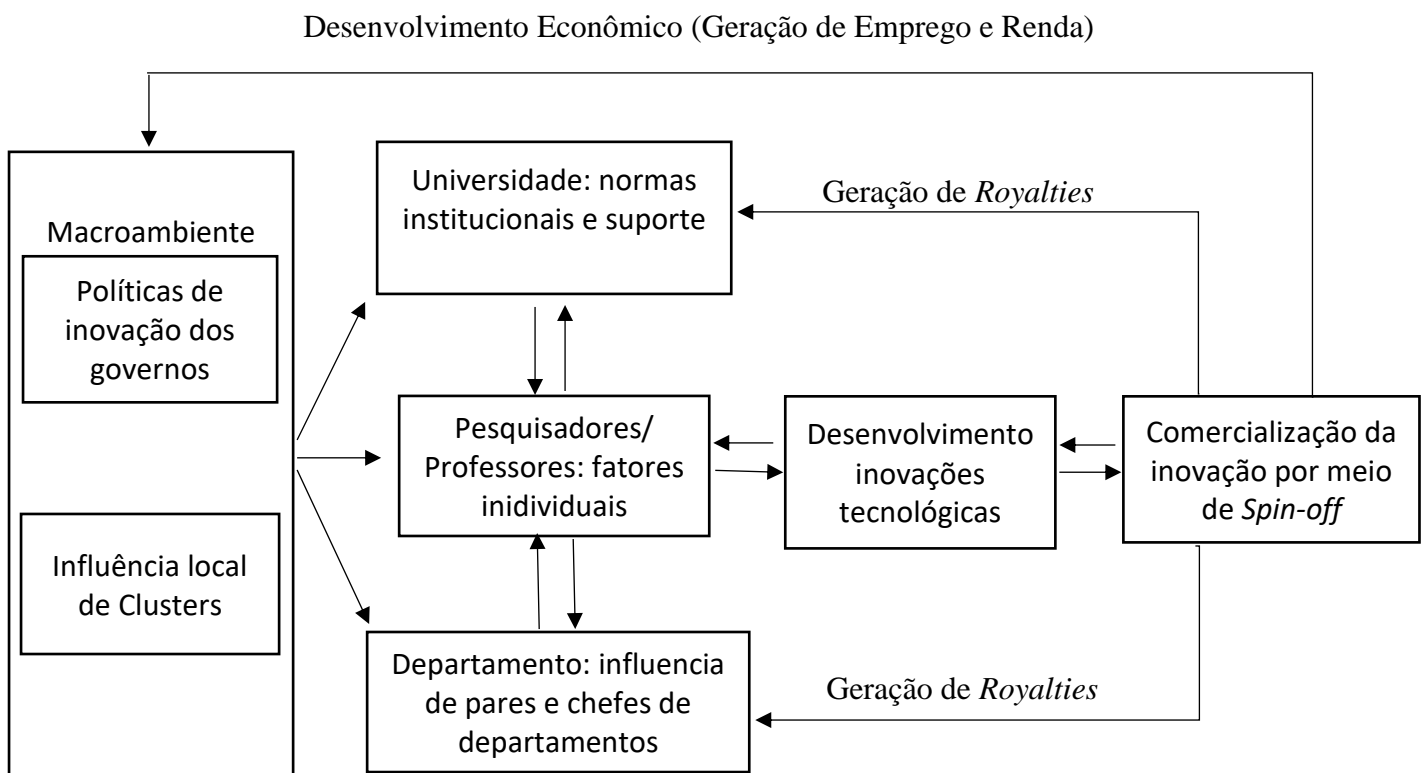 Desenvolvimento Econômico (Geração de Emprego e Renda)
Macroambiente
Políticas de
inovação dos
governos
Influência local
de Clusters
Universidade: normas
institucionais e suporte
Geração de Royalties
Pesquisadores/
Professores: fatores
inidividuais
Desenvolvimento
inovações
tecnológicas
Comercialização da
inovação por meio
de Spin-off
Departamento: influencia
de pares e chefes de
departamentos
Geração de Royalties